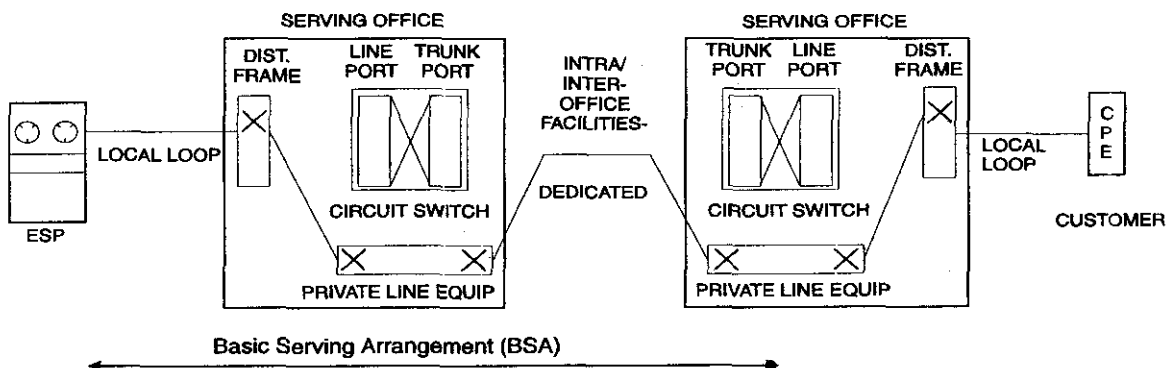 SERVING OFFICE
DIST.
FRAME
LINE
PORT
TRUNK
PORT
LOCAL LOOP
ESP
CIRCUIT SWITCH
PRIVATE LINE EQUIP
INTRA/
INTER-
OFFICE
FACILITIES-
DEDICATED
SERVING OFFICE
TRUNK
PORT
LINE
PORT
DIST.
FRAME
CIRCUIT SWITCH
PRIVATE LINE EQUIP
LOCAL
LOOP
C
P
E
CUSTOMER
Basic Serving Arrangement (BSA)